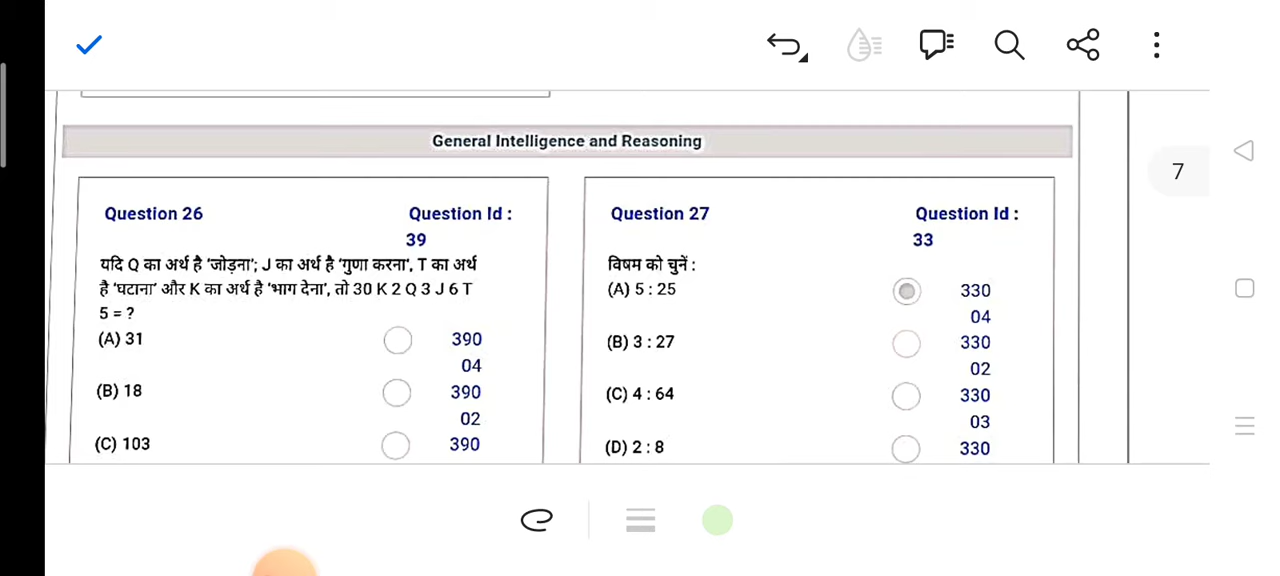 General Intelligence and Reasoning
7
Question 26 Question Id :
39
यदि Q का अर्थ है ‘जोड़ना’; J का अर्थ है ‘गुणा करना’, T का अर्थ
है ‘घटाना’ और K का अर्थ है ‘भाग देना’, तो 30 K 2 Q 3 J 6 T
5 = ?
(A) 31 390
04
(B) 18 390
02
(C) 103 390
Question 27 Question Id :
33
विषम को चुनें :
(A) 5 : 25 330
04
(B) 3 : 27 330
02
(C) 4 : 64 330
03
(D) 2 : 8 330